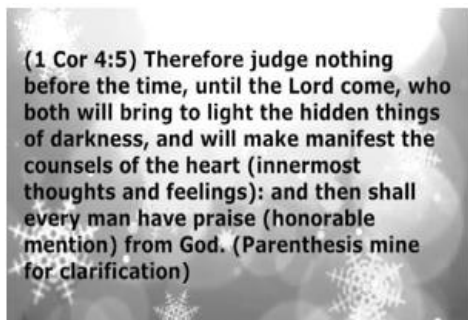 (1 Cor 4:5) Therefore judge nothing
before the time, until the Lord come, who
both will bring to light the hidden things
of darkness, and will make manifest the
counsels of the heart (innermost
thoughts and feelings): and then shall
every man have praise (honorable
mention) from God. (Parenthesis mine
for clarification)